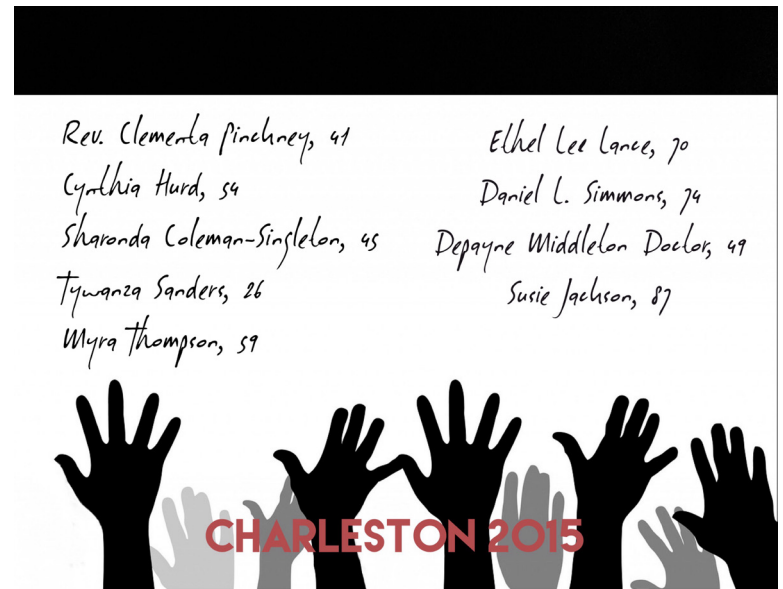 Rev. Clementa Pinckney, 41
Cynthia Hurd, 54
Sharonda Coleman-Singleton, 45
Tywanza Sanders, 26
Myra Thompson, 59
Ethel Lee Lance, 70
Daniel L. Simmons, 74
Depayne Middleton Doctor, 49
Susie Jackson, 87
CHARLESTON 2015